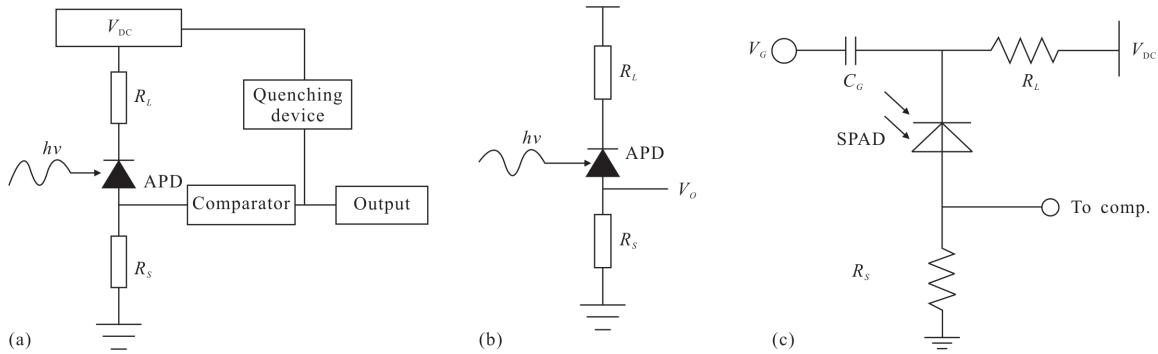 V_DC
R_L
Quenching
device
hv
APD
Comparator
Output
R_S
(a)
R_L
hv
APD
V_O
R_S
(b)
V_G
C_G
R_L
V_DC
SPAD
To comp.
R_S
(c)